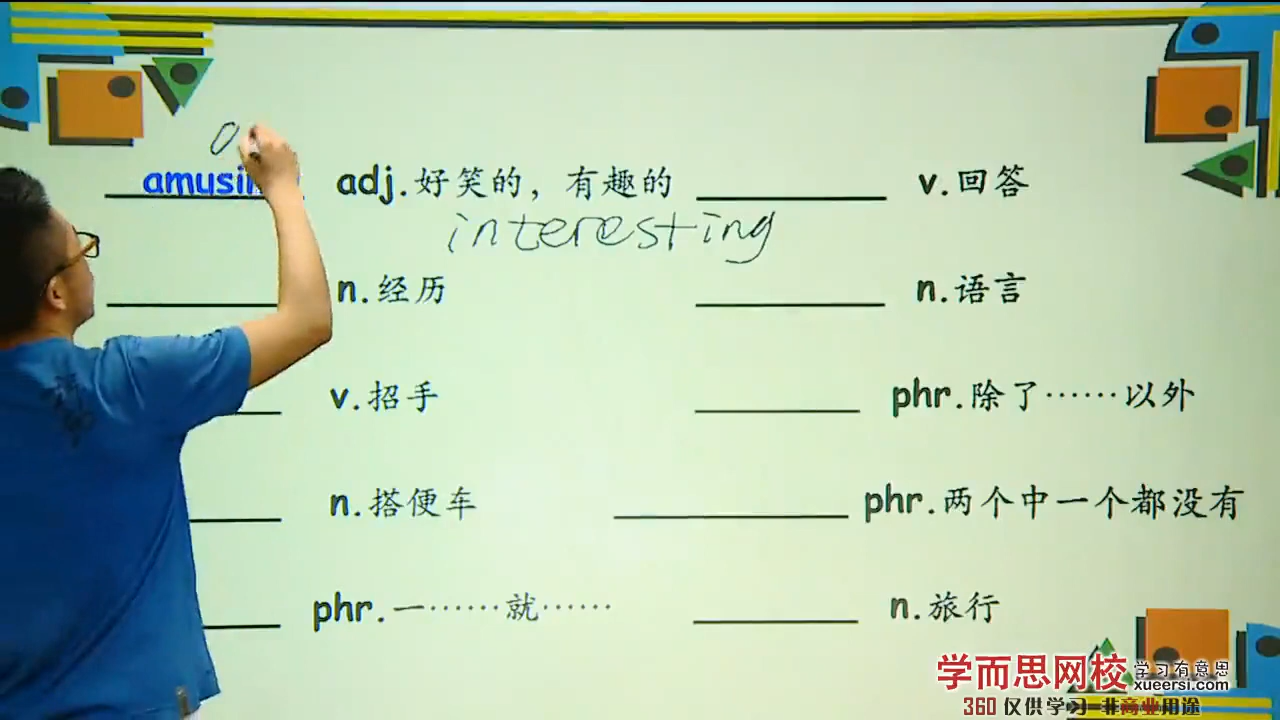 amusin
adj.好笑的，有趣的
v.回答
interesting
n.经历
n.语言
v.招手
phr.除了……以外
n.搭便车
phr.两个中一个都没有
phr.一……就……
n.旅行
学而思网校
学习有意思
xueersi.com
360 仅供学习 非商业用途